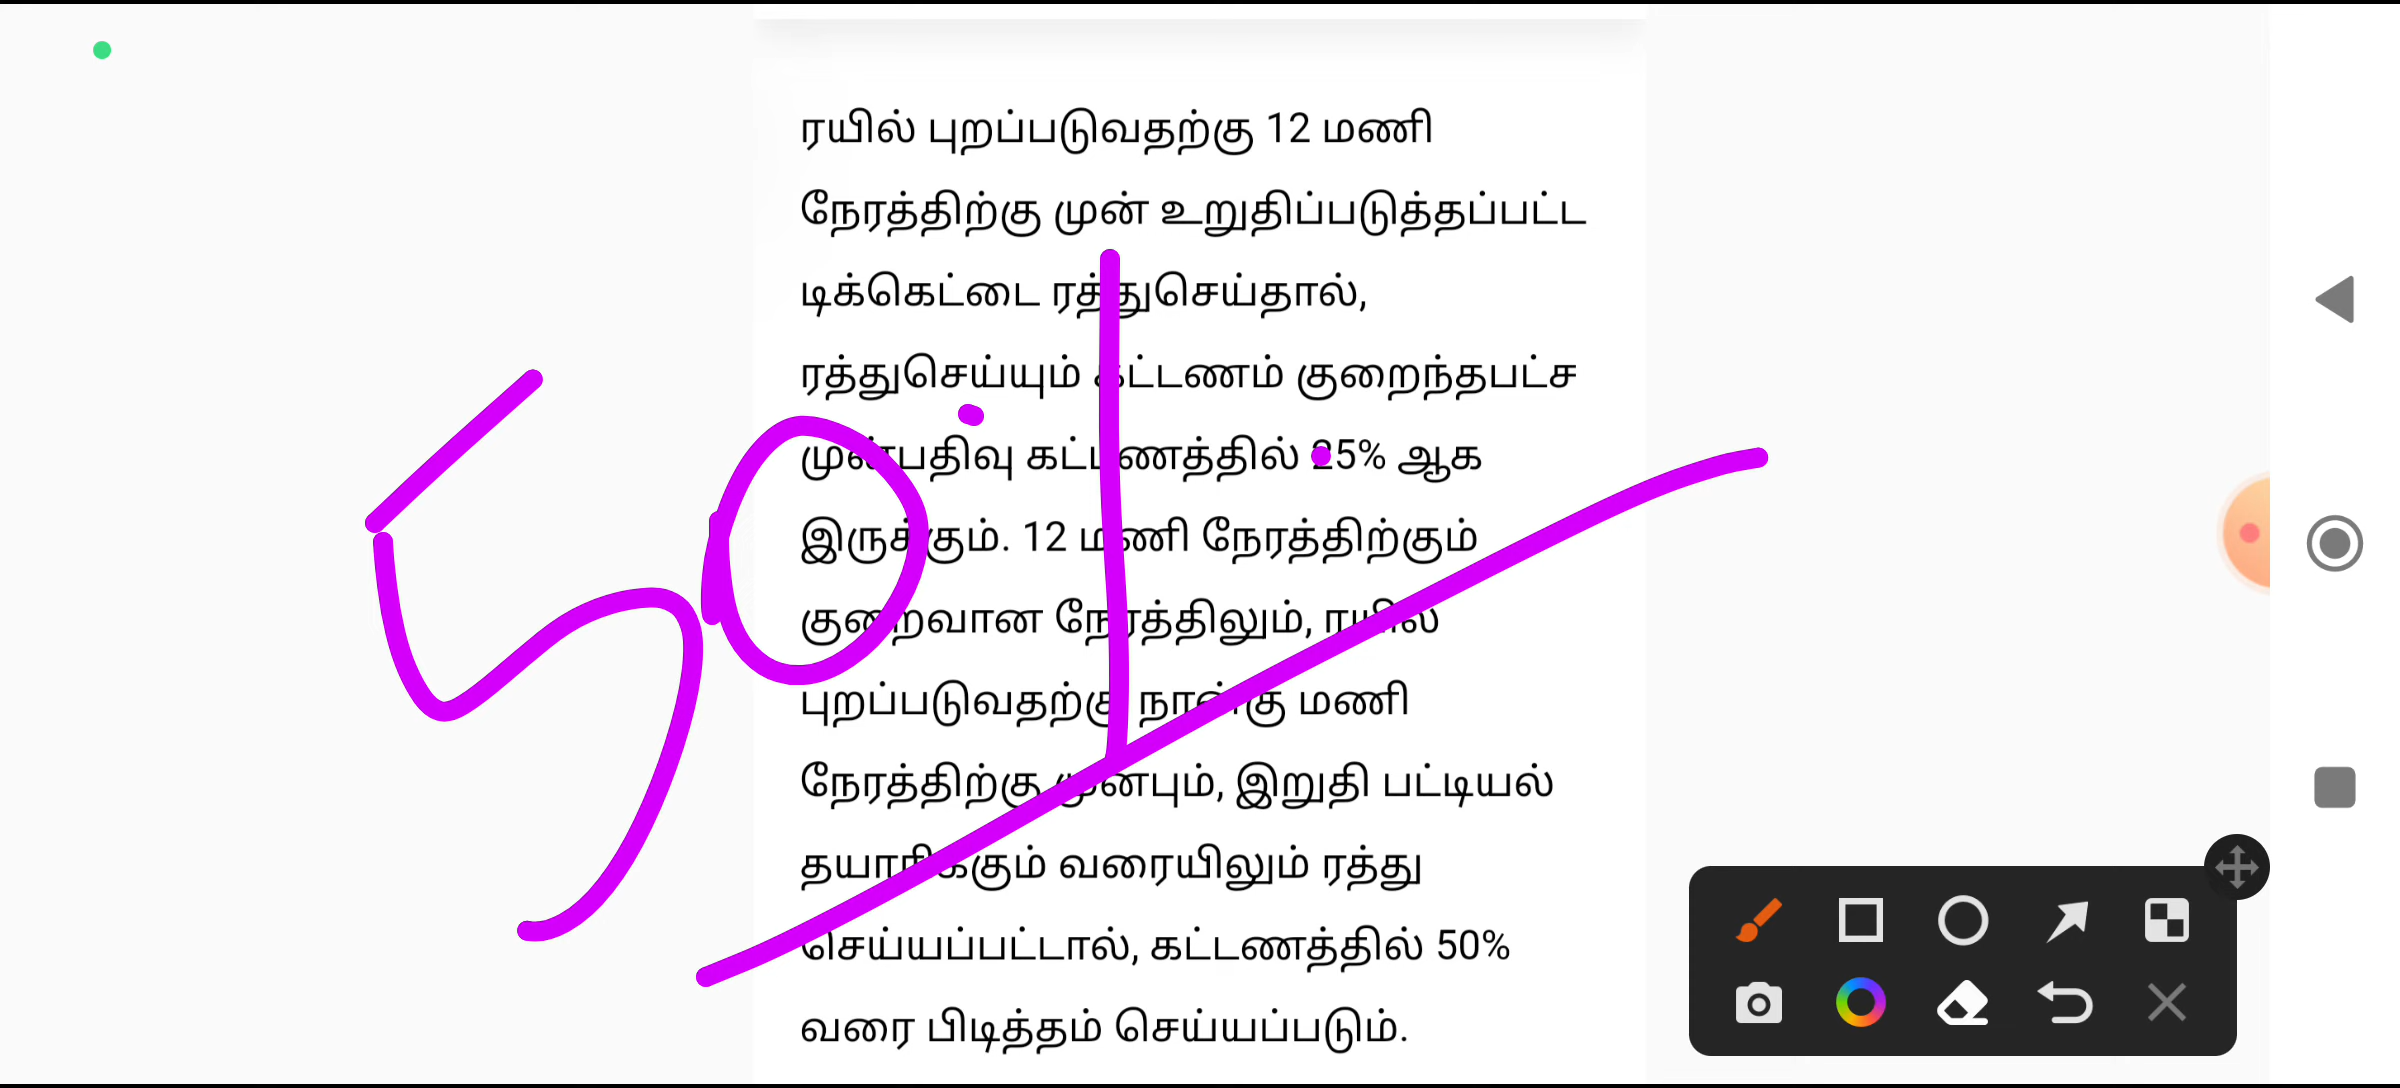 ரயில் புறப்படுவதற்கு 12 மணி
நேரத்திற்கு முன் உறுதிப்படுத்தப்பட்ட
டிக்கெட்டை ரத்துசெய்தால்,
ரத்துசெய்யும் கட்டணம் குறைந்தபட்ச
முன்பதிவு கட்டணத்தில் 25% ஆக
இருக்கும். 12 மணி நேரத்திற்கும்
குறைவான நேரத்திலும், ரயில்
புறப்படுவதற்கு நான்கு மணி
நேரத்திற்கு முன்பும், இறுதி பட்டியல்
தயாரிக்கும் வரையிலும் ரத்து
செய்யப்பட்டால், கட்டணத்தில் 50%
வரை பிடித்தம் செய்யப்படும்.
50